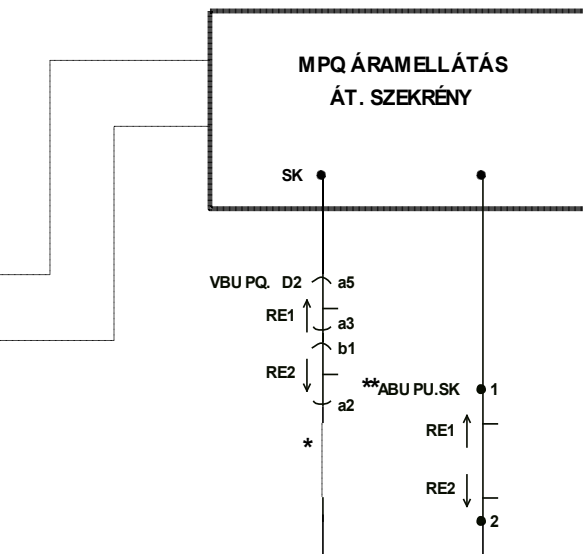 MPQ ÁRAMELLÁTÁS
ÁT. SZEKRÉNY
SK
VBU PQ. D2 a5
RE1
a3
b1
RE2
a2
*
**ABU PU.SK 1
RE1
RE2
2